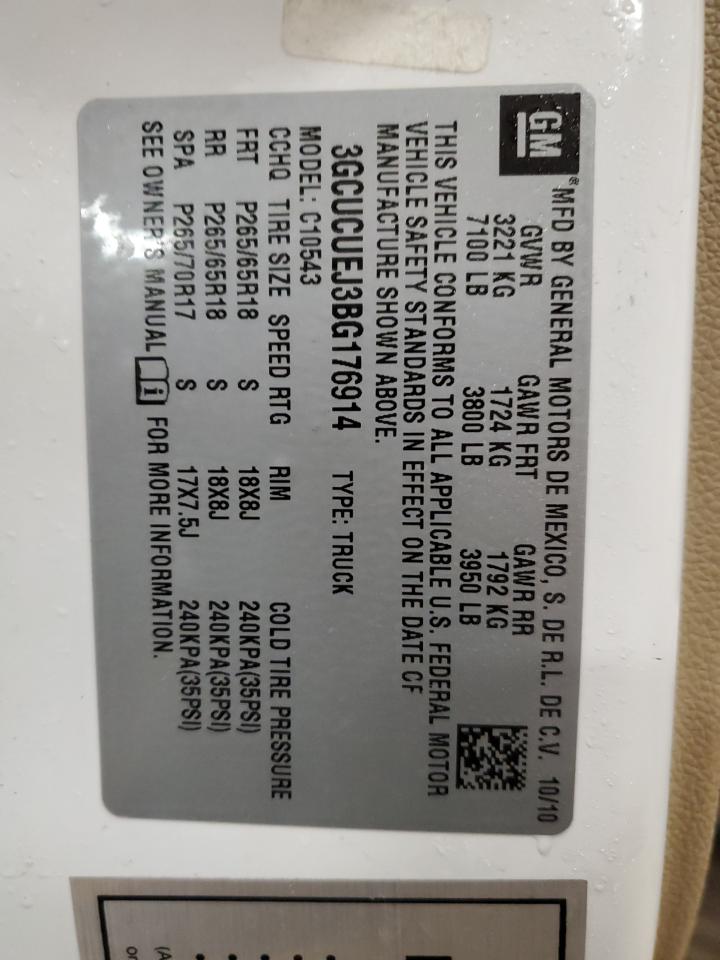 GM
® MFD BY GENERAL MOTORS DE MEXICO, S. DE R.L. DE C.V. 10/10
GVWR GAWR FRT GAWR RR
3221 KG 1724 KG 1792 KG
7100 LB 3800 LB 3950 LB
THIS VEHICLE CONFORMS TO ALL APPLICABLE U.S. FEDERAL MOTOR
VEHICLE SAFETY STANDARDS IN EFFECT ON THE DATE OF
MANUFACTURE SHOWN ABOVE.
3GCUCUEJ3BG176914 TYPE: TRUCK
MODEL: C10543
CCHQ TIRE SIZE SPEED RTG RIM COLD TIRE PRESSURE
FRT P265/65R18 S 18X8J 240KPA(35PSI)
RR P265/65R18 S 18X8J 240KPA(35PSI)
SPA P265/70R17 S 17X7.5J 240KPA(35PSI)
SEE OWNER'S MANUAL i FOR MORE INFORMATION.
(A
or